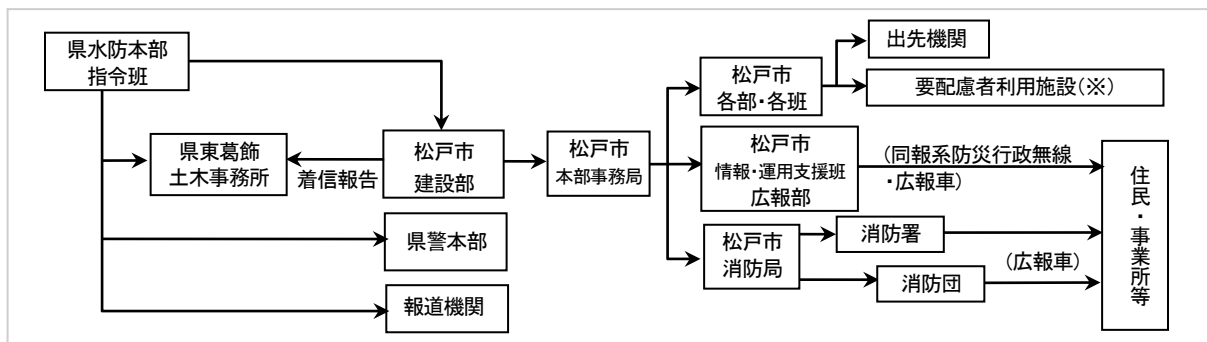 県水防本部
指令班
県東葛飾
土木事務所
着信報告
松戸市
建設部
県警本部
報道機関
松戸市
本部事務局
松戸市
各部・各班
出先機関
要配慮者利用施設(※)
松戸市
情報・運用支援班
広報部
(同報系防災行政無線
・広報車)
松戸市
消防局
消防署
消防団
(広報車)
住民・事業所等